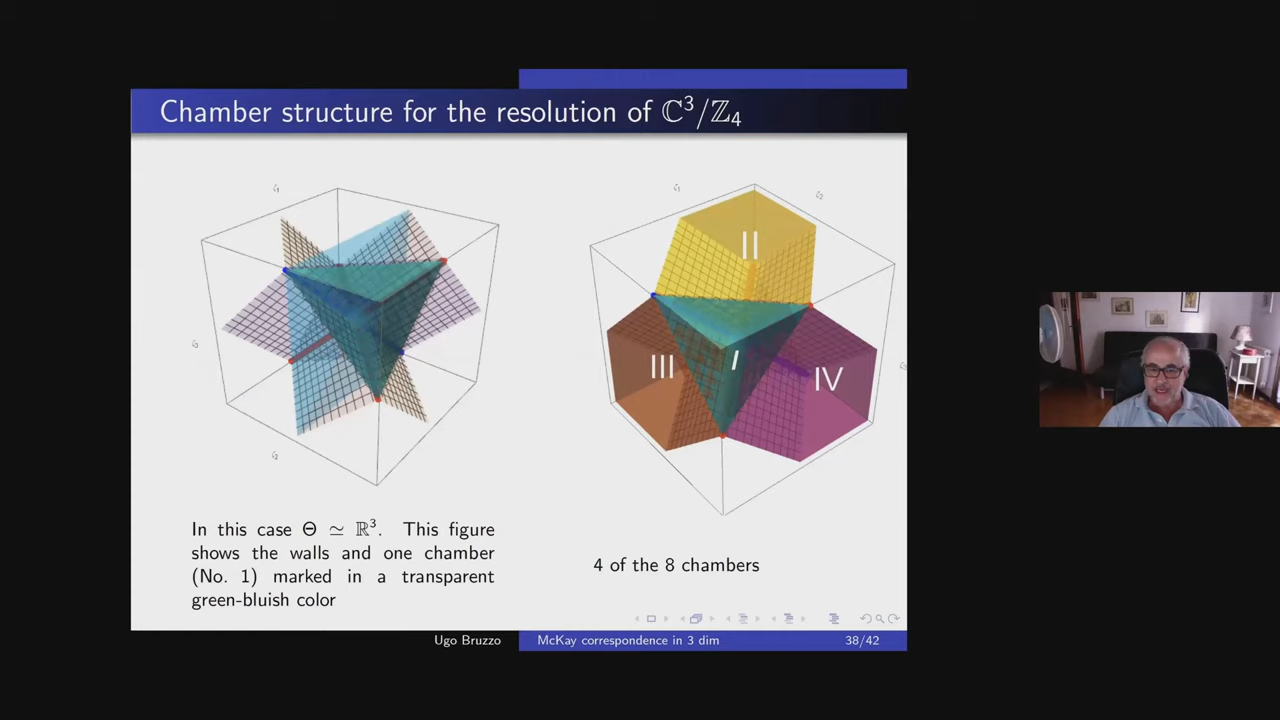 Chamber structure for the resolution of ℂ³/ℤ₄
II
III
I
IV
In this case Θ ≃ ℝ³. This figure
shows the walls and one chamber
(No. 1) marked in a transparent
green-bluish color
4 of the 8 chambers
Ugo Bruzzo
McKay correspondence in 3 dim
38/42